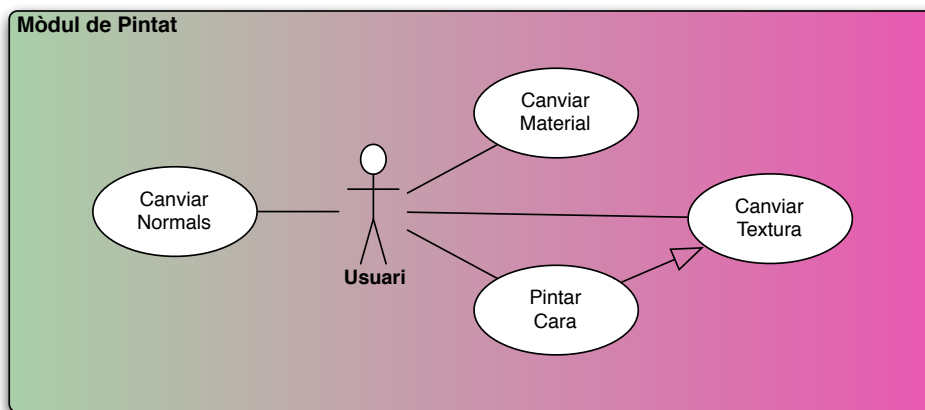 Mòdul de Pintat
Canviar
Material
Canviar
Normals
Canviar
Textura
Usuari
Pintar
Cara